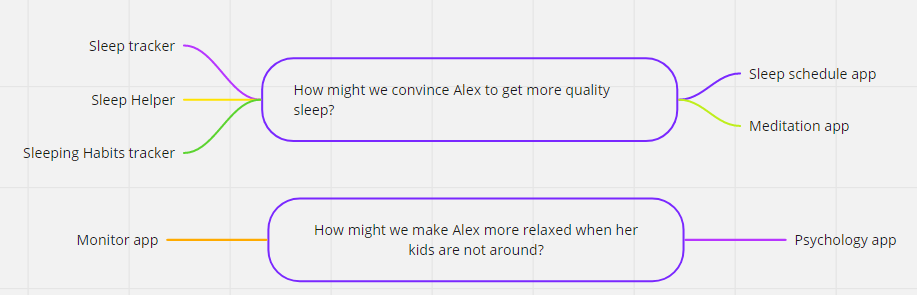 Sleep tracker
Sleep Helper
Sleeping Habits tracker
How might we convince Alex to get more quality
sleep?
Sleep schedule app
Meditation app
Monitor app
How might we make Alex more relaxed when her
kids are not around?
Psychology app